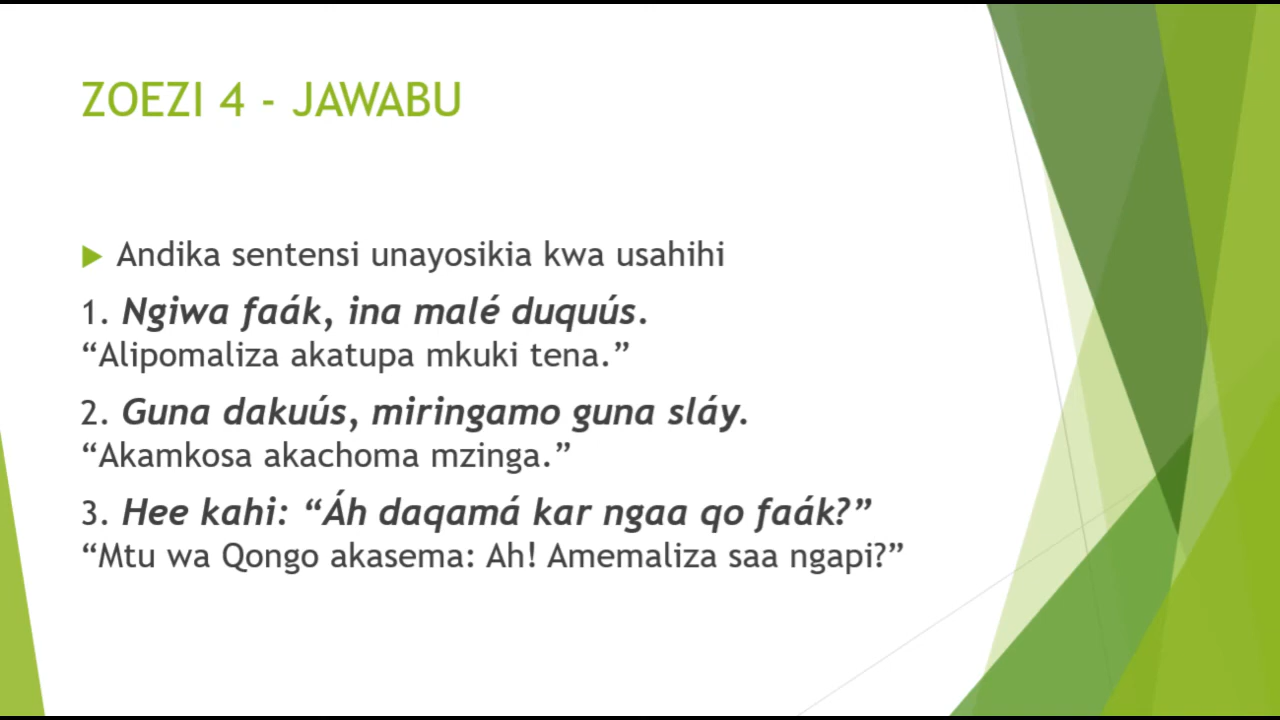 ZOEZI 4 - JAWABU
Andika sentensi unayosikia kwa usahihi
1. Ngiwa faák, ina malé duquús.
“Alipomaliza akatupa mkuki tena.”
2. Guna dakuús, miringamo guna sláy.
“Akamkosa akachoma mzinga.”
3. Hee kahi: “Áh daqamá kar ngaa qo faák?”
“Mtu wa Qongo akasema: Ah! Amemaliza saa ngapi?”